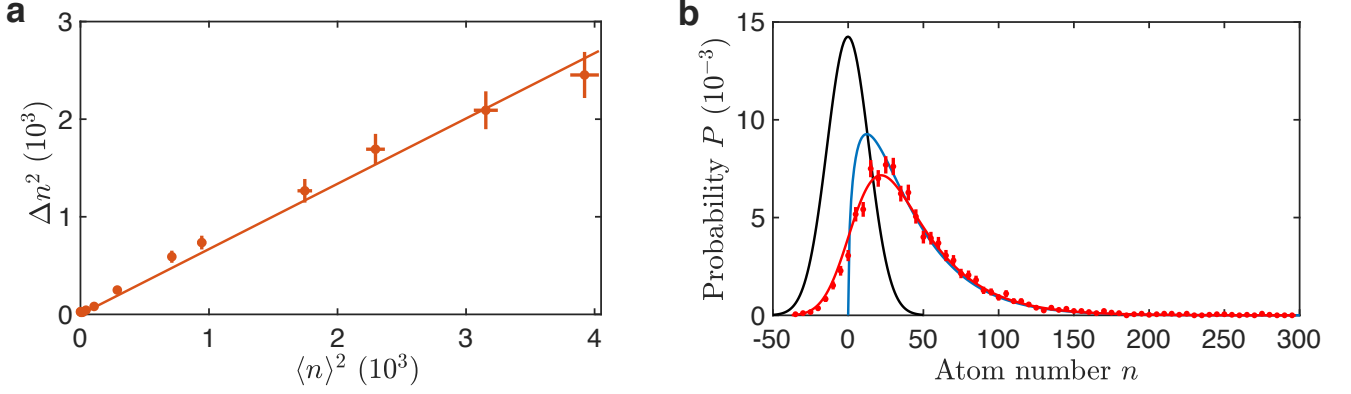 a
3
2
1
0
Δn² (10³)
0 1 2 3 4
⟨n⟩² (10³)
b
15
10
5
0
Probability P (10⁻³)
-50 0 50 100 150 200 250 300
Atom number n